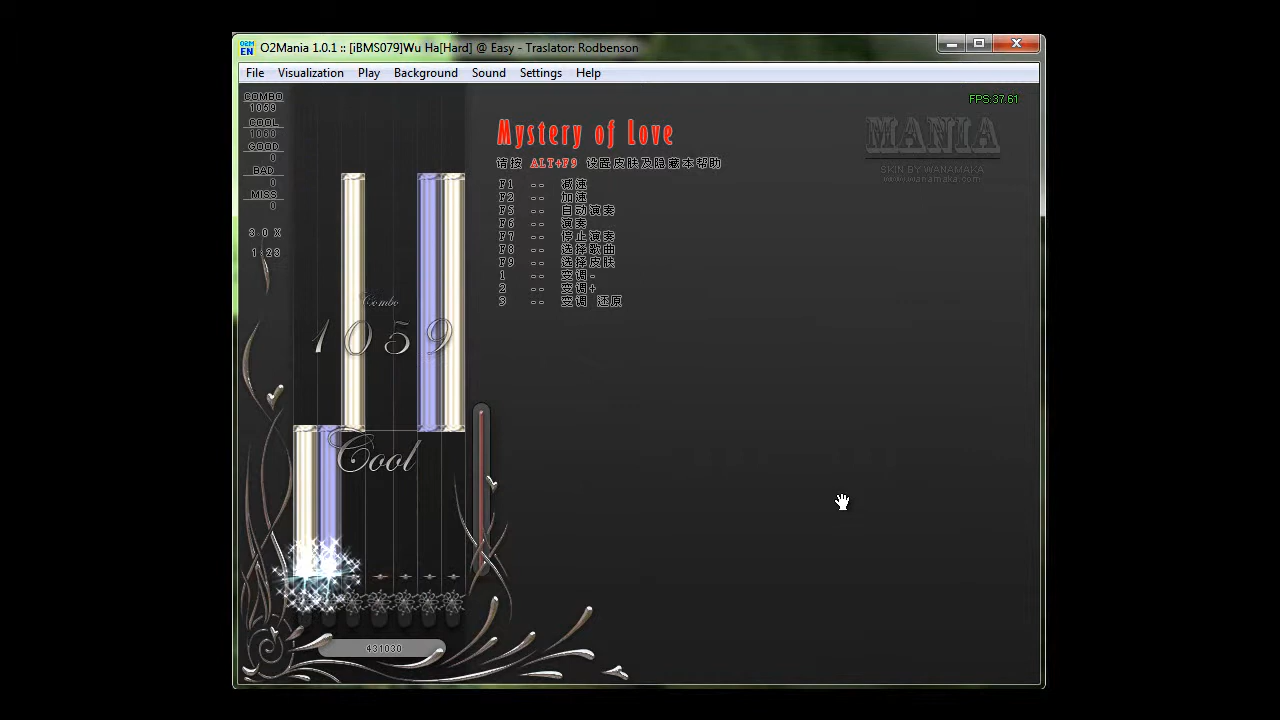 O2Mania 1.0.1 :: [iBMS079]Wu Ha[Hard] @ Easy - Traslator: Rodbenson
File Visualization Play Background Sound Settings Help
COMBO
1059
COOL
1060
GOOD
0
BAD
0
MISS
0
3.0 X
1:23
FPS:37.61
MANIA
SKIN BY WANAMAKA
www.wanamaka.com
Mystery of Love
请按 ALT+F9 设置皮肤及隐藏本帮助
F1 -- 减速
F2 -- 加速
F5 -- 自动演奏
F6 -- 演奏
F7 -- 停止演奏
F8 -- 选择歌曲
F9 -- 选择皮肤
1 -- 变调-
2 -- 变调+
3 -- 变调 还原
Combo
1059
Cool
431030